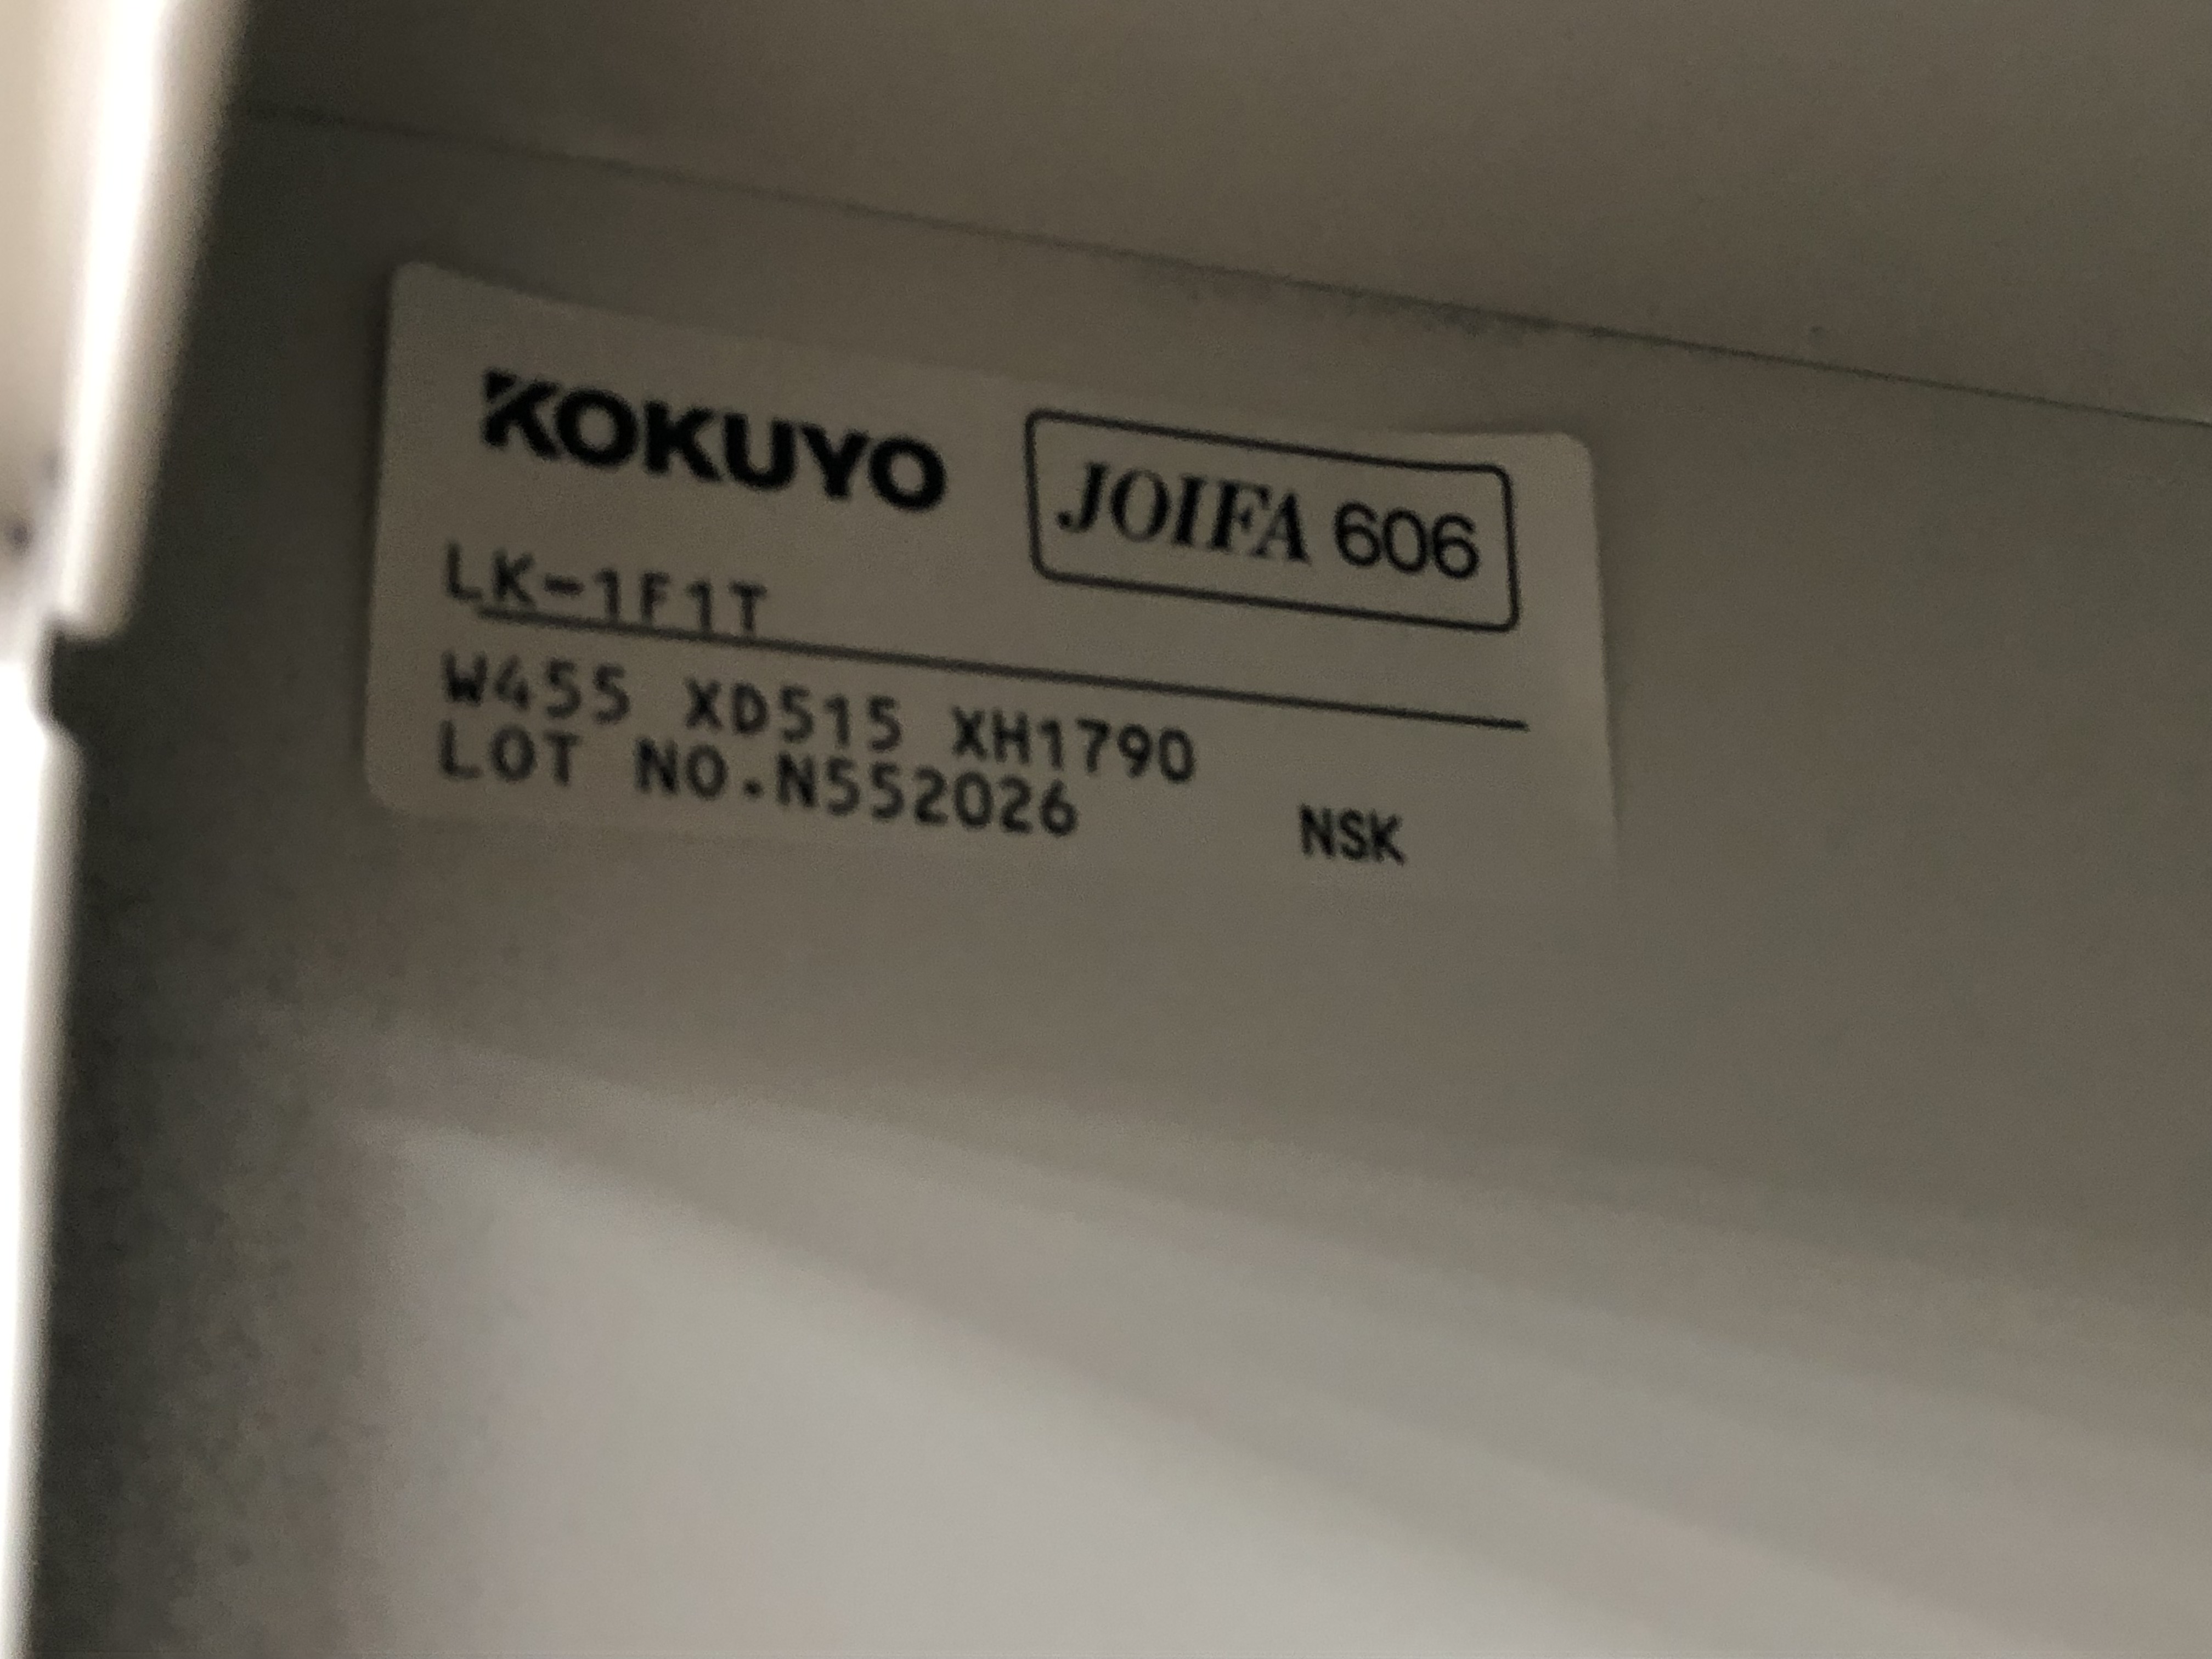 KOKUYO JOIFA 606
LK-1F1T
W455 XD515 XH1790
LOT NO.N552026 NSK